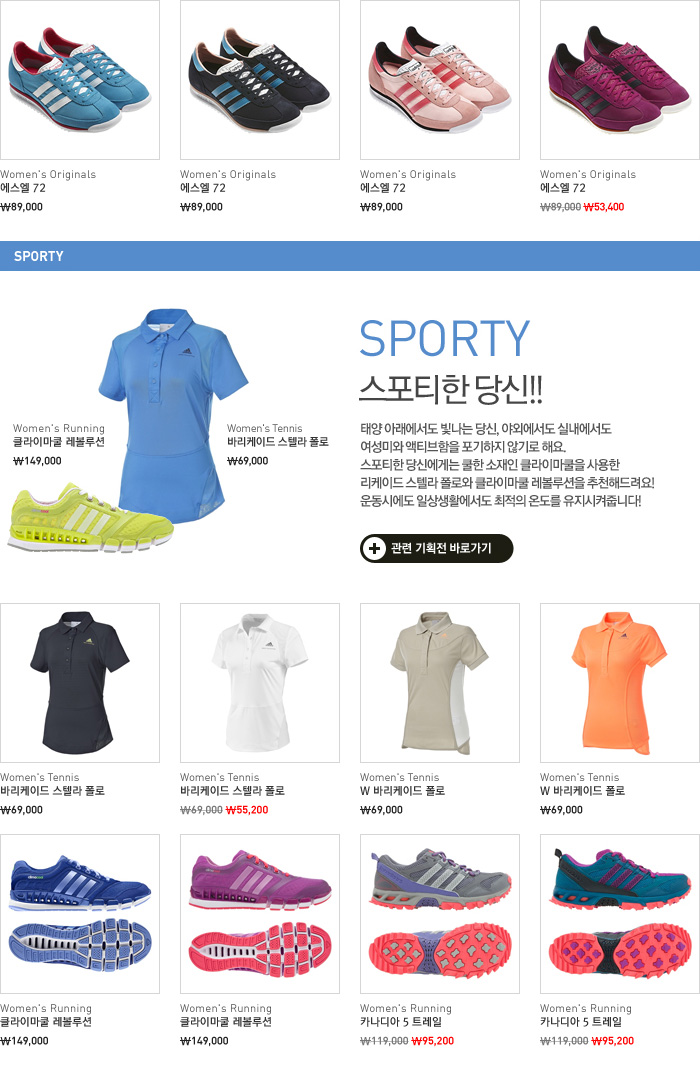 Women's Originals
에스엘 72
₩89,000
Women's Originals
에스엘 72
₩89,000
Women's Originals
에스엘 72
₩89,000
Women's Originals
에스엘 72
₩89,000 ₩53,400
SPORTY
Women's Running
클라이마쿨 레볼루션
₩149,000
Women's Tennis
바리케이드 스텔라 폴로
₩69,000
SPORTY
스포티한 당신!!
태양 아래에서도 빛나는 당신, 야외에서도 실내에서도
여성미와 액티브함을 포기하지 않기로 해요.
스포티한 당신에게는 쿨한 소재인 클라이마쿨을 사용한
리케이드 스텔라 폴로와 클라이마쿨 레볼루션을 추천해드려요!
운동시에도 일상생활에서도 최적의 온도를 유지시켜줍니다!
관련 기획전 바로가기
Women's Tennis
바리케이드 스텔라 폴로
₩69,000
Women's Tennis
바리케이드 스텔라 폴로
₩69,000 ₩55,200
Women's Tennis
W 바리케이드 폴로
₩69,000
Women's Tennis
W 바리케이드 폴로
₩69,000
Women's Running
클라이마쿨 레볼루션
₩149,000
Women's Running
클라이마쿨 레볼루션
₩149,000
Women's Running
카나디아 5 트레일
₩119,000 ₩95,200
Women's Running
카나디아 5 트레일
₩119,000 ₩95,200